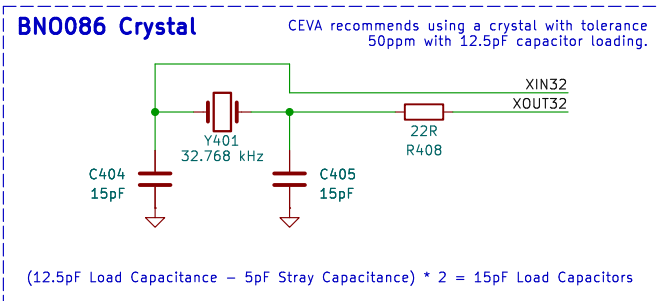 BNO086 Crystal
CEVA recommends using a crystal with tolerance
50ppm with 12.5pF capacitor loading.
XIN32
XOUT32
Y401
32.768 kHz
22R
R408
C404
15pF
C405
15pF
(12.5pF Load Capacitance - 5pF Stray Capacitance) * 2 = 15pF Load Capacitors